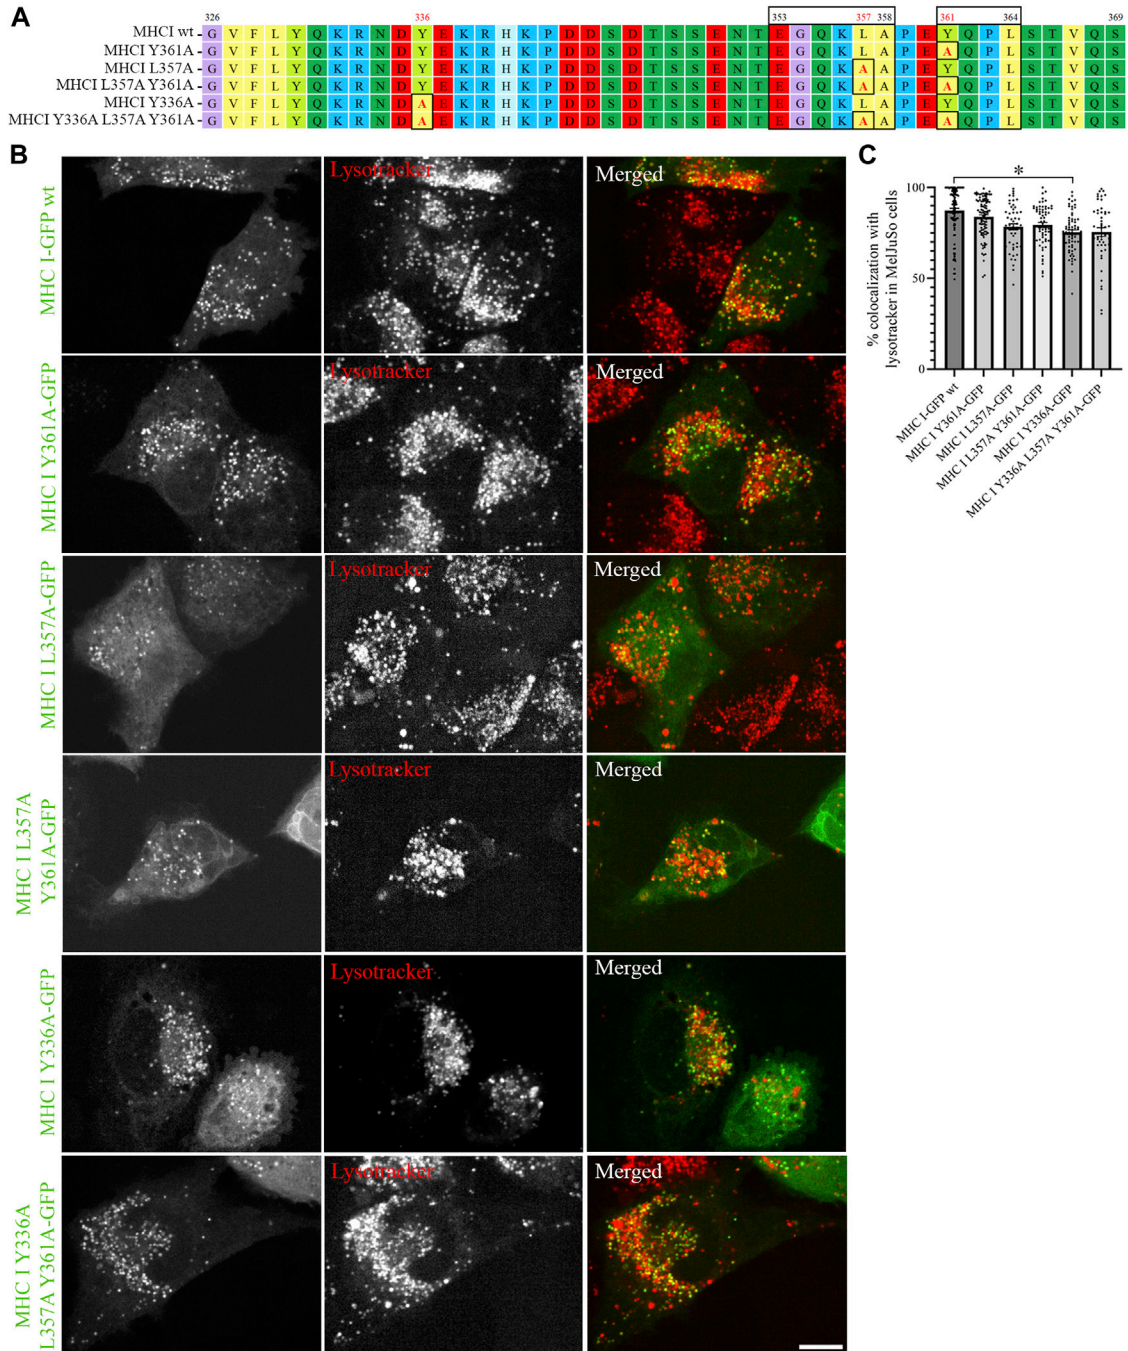 A
326 336 353 357 358 361 364 369
MHCI wt G V F L Y Q K R N D Y E K R H K P D D S D T S S E N T E G Q K L A P E Y Q P L S T V Q S
MHCI Y361A G V F L Y Q K R N D Y E K R H K P D D S D T S S E N T E G Q K L A P E A Q P L S T V Q S
MHCI L357A G V F L Y Q K R N D Y E K R H K P D D S D T S S E N T E G Q K A A P E Y Q P L S T V Q S
MHCI L357A Y361A G V F L Y Q K R N D Y E K R H K P D D S D T S S E N T E G Q K A A P E A Q P L S T V Q S
MHCI Y336A G V F L Y Q K R N D A E K R H K P D D S D T S S E N T E G Q K L A P E Y Q P L S T V Q S
MHCI Y336A L357A Y361A G V F L Y Q K R N D A E K R H K P D D S D T S S E N T E G Q K A A P E A Q P L S T V Q S
B
MHC I-GFP wt
Lysotracker
Merged
MHC I Y361A-GFP
Lysotracker
Merged
MHC I L357A-GFP
Lysotracker
Merged
MHC I L357A
Y361A-GFP
Lysotracker
Merged
MHC I Y336A-GFP
Lysotracker
Merged
MHC I Y336A
L357A Y361A-GFP
Lysotracker
Merged
C
% colocalization with
lysotracker in MelJuSo cells
*
100
50
0
MHC I-GFP wt
MHC I Y361A-GFP
MHC I L357A-GFP
MHC I L357A Y361A-GFP
MHC I Y336A-GFP
MHC I Y336A L357A Y361A-GFP